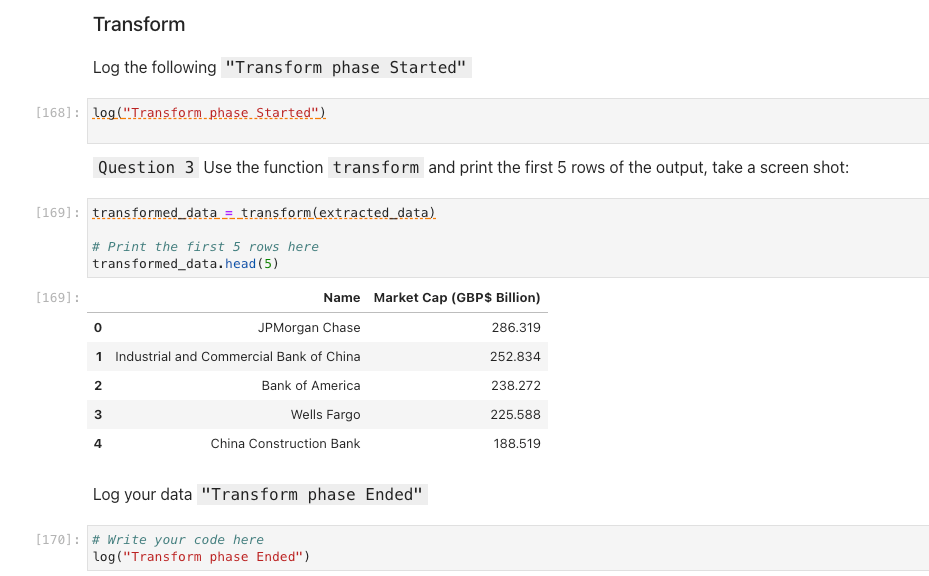 Transform
Log the following "Transform phase Started"
[168]: log("Transform phase Started")
Question 3 Use the function transform and print the first 5 rows of the output, take a screen shot:
[169]: transformed_data = transform(extracted_data)
# Print the first 5 rows here
transformed_data.head(5)
[169]: Name Market Cap (GBP$ Billion)
0 JPMorgan Chase 286.319
1 Industrial and Commercial Bank of China 252.834
2 Bank of America 238.272
3 Wells Fargo 225.588
4 China Construction Bank 188.519
Log your data "Transform phase Ended"
[170]: # Write your code here
log("Transform phase Ended")